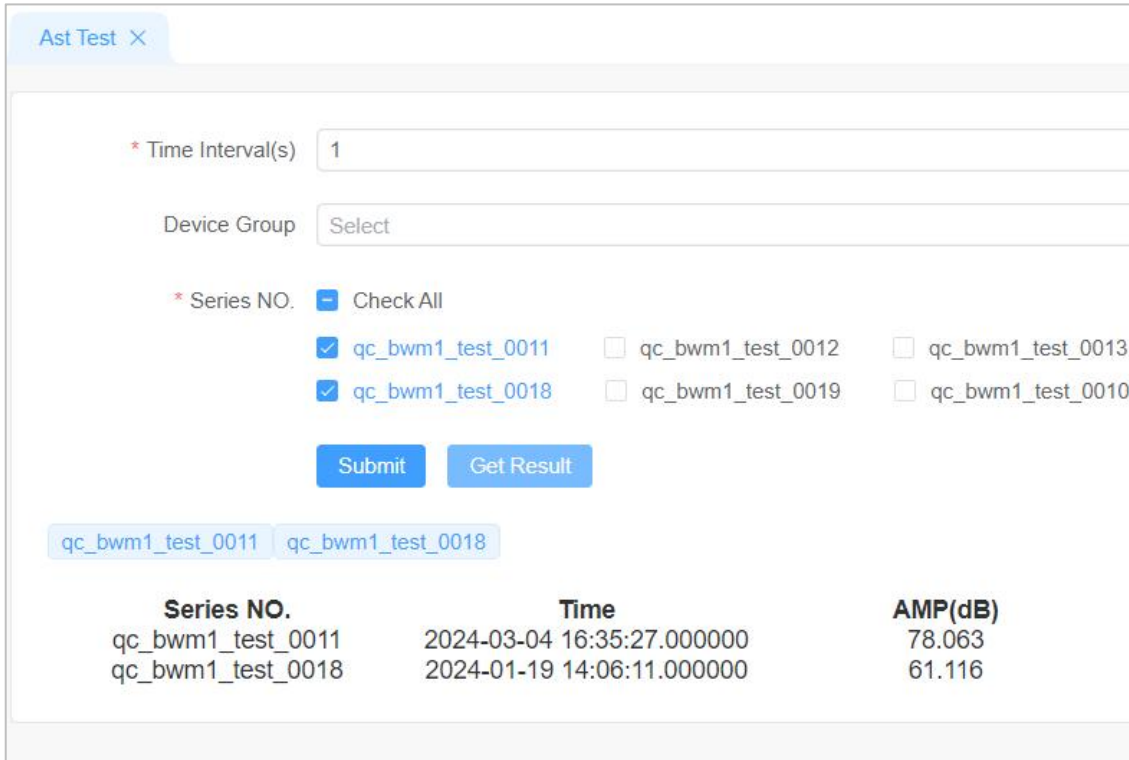 Ast Test
* Time Interval(s) 1
Device Group Select
* Series NO. Check All
qc_bwm1_test_0011 qc_bwm1_test_0012 qc_bwm1_test_0013
qc_bwm1_test_0018 qc_bwm1_test_0019 qc_bwm1_test_0010
Submit Get Result
qc_bwm1_test_0011 qc_bwm1_test_0018
Series NO. Time AMP(dB)
qc_bwm1_test_0011 2024-03-04 16:35:27.000000 78.063
qc_bwm1_test_0018 2024-01-19 14:06:11.000000 61.116